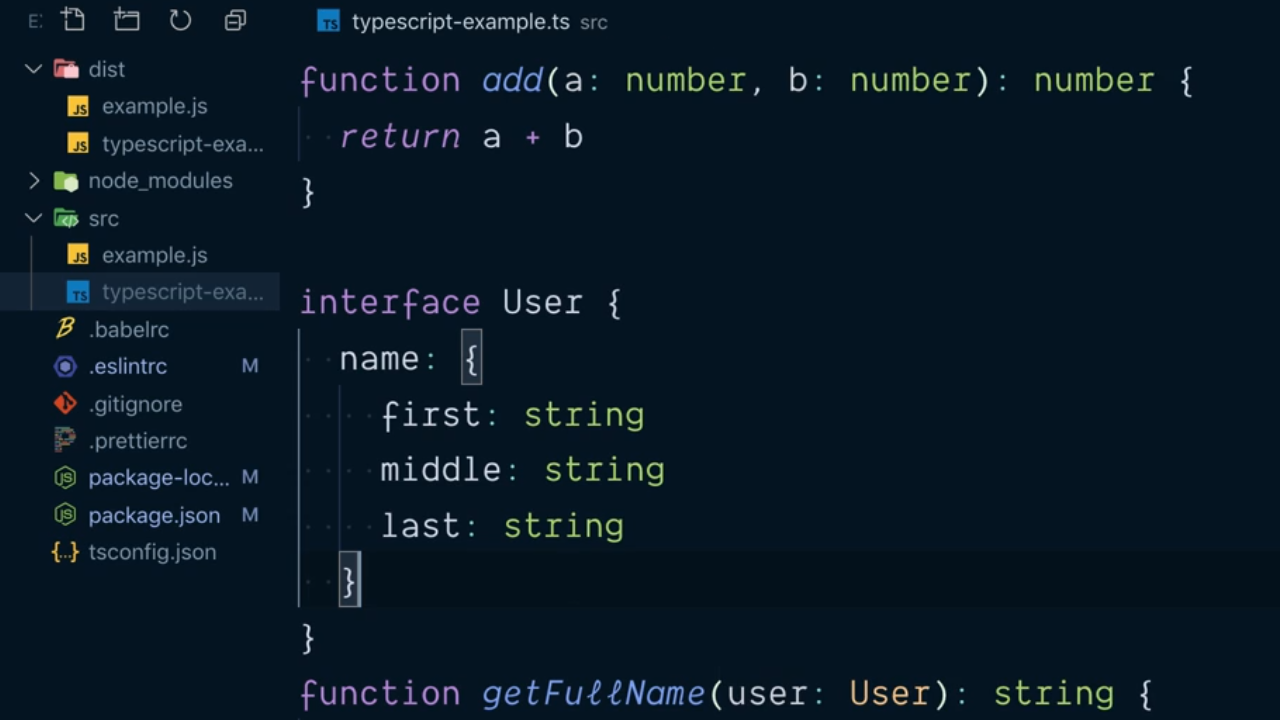 E:
dist
example.js
typescript-exa...
node_modules
src
example.js
typescript-exa...
.babelrc
.eslintrc M
.gitignore
.prettierrc
package-loc... M
package.json M
tsconfig.json
typescript-example.ts src
function add(a: number, b: number): number {
return a + b
}
interface User {
name: {
first: string
middle: string
last: string
}
}
function getFullName(user: User): string {